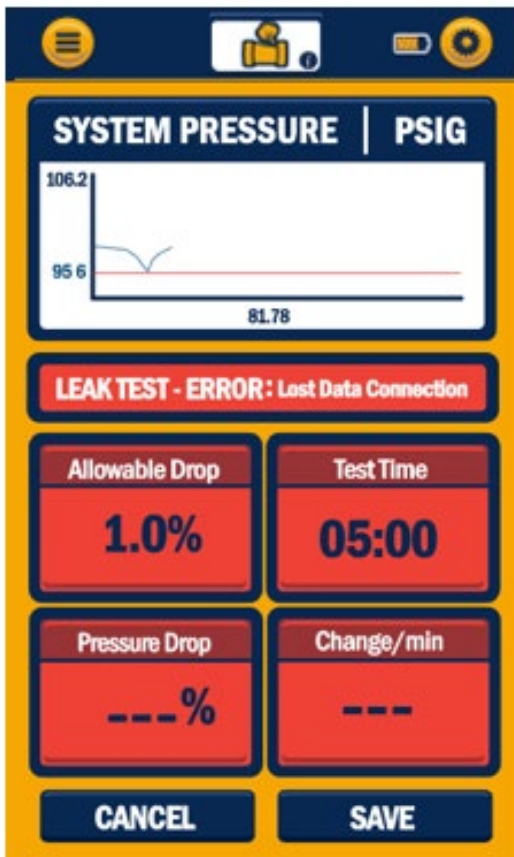 SYSTEM PRESSURE | PSIG
106.2
95 6
81.78
LEAK TEST - ERROR: Lost Data Connection
Allowable Drop
Test Time
1.0%
05:00
Pressure Drop
Change/min
---%
---
CANCEL
SAVE